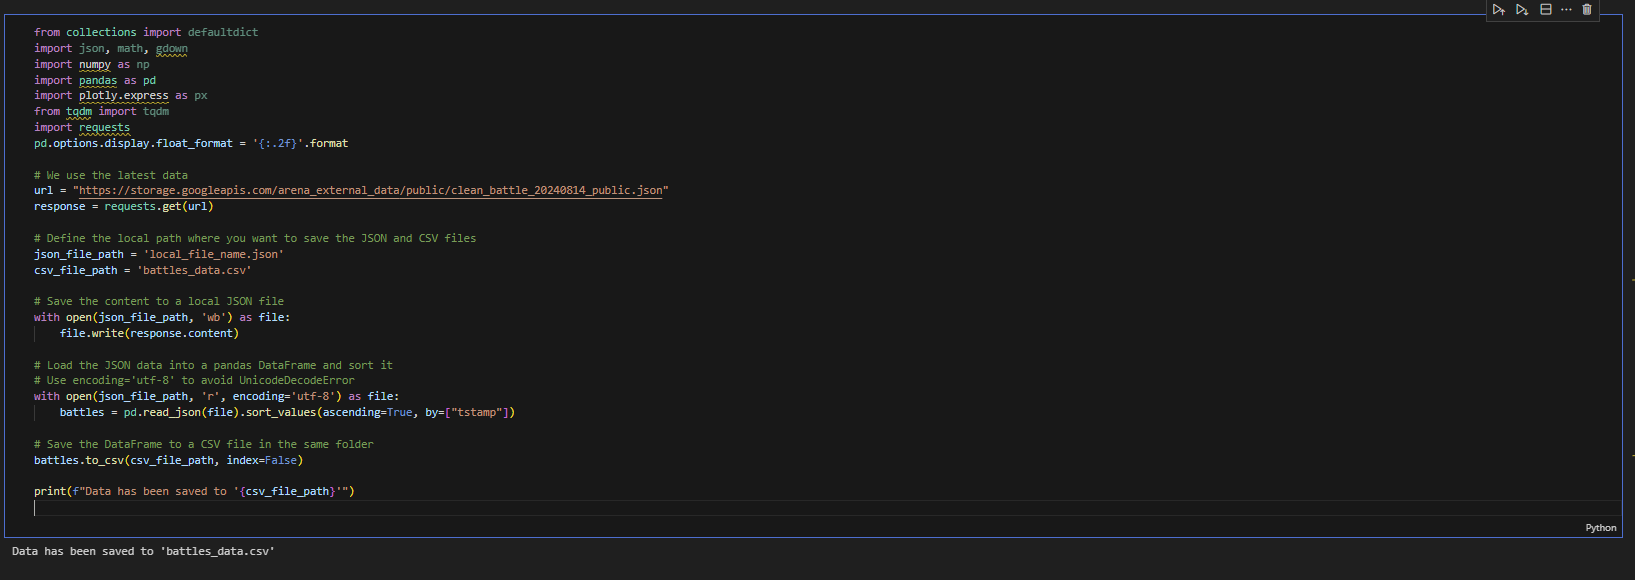 from collections import defaultdict
import json, math, gdown
import numpy as np
import pandas as pd
import plotly.express as px
from tqdm import tqdm
import requests
pd.options.display.float_format = '{:.2f}'.format

# We use the latest data
url = "https://storage.googleapis.com/arena_external_data/public/clean_battle_20240814_public.json"
response = requests.get(url)

# Define the local path where you want to save the JSON and CSV files
json_file_path = 'local_file_name.json'
csv_file_path = 'battles_data.csv'

# Save the content to a local JSON file
with open(json_file_path, 'wb') as file:
    file.write(response.content)

# Load the JSON data into a pandas DataFrame and sort it
# Use encoding='utf-8' to avoid UnicodeDecodeError
with open(json_file_path, 'r', encoding='utf-8') as file:
    battles = pd.read_json(file).sort_values(ascending=True, by=["tstamp"])

# Save the DataFrame to a CSV file in the same folder
battles.to_csv(csv_file_path, index=False)

print(f"Data has been saved to '{csv_file_path}'")
Python
Data has been saved to 'battles_data.csv'